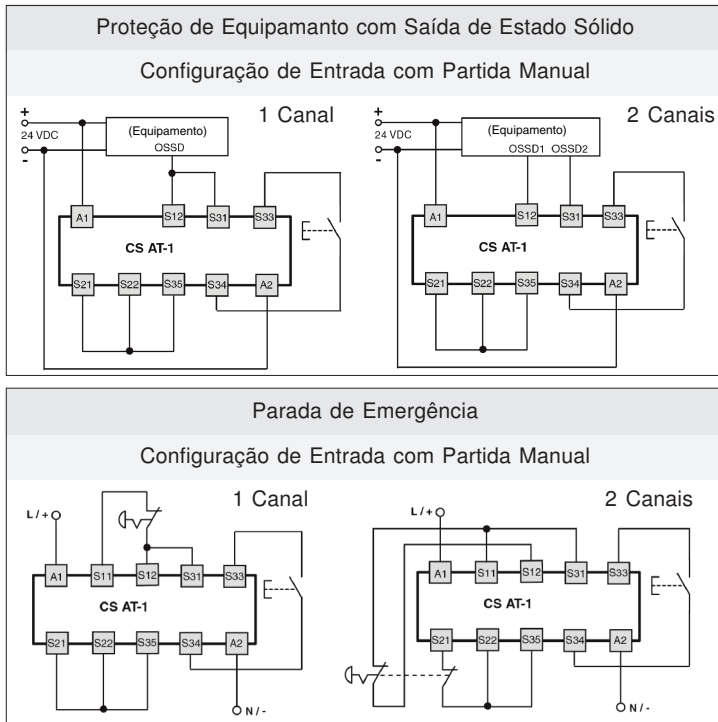 Proteção de Equipamanto com Saída de Estado Sólido
Configuração de Entrada com Partida Manual
1 Canal
+
24 VDC
-
(Equipamento)
OSSD
A1 S12 S31 S33
CS AT-1
S21 S22 S35 S34 A2
2 Canais
+
24 VDC
-
(Equipamento)
OSSD1 OSSD2
A1 S12 S31 S33
CS AT-1
S21 S22 S35 S34 A2
Parada de Emergência
Configuração de Entrada com Partida Manual
1 Canal
L / +
A1 S11 S12 S31 S33
CS AT-1
S21 S22 S35 S34 A2
N / -
2 Canais
L / +
A1 S11 S12 S31 S33
CS AT-1
S21 S22 S35 S34 A2
N / -